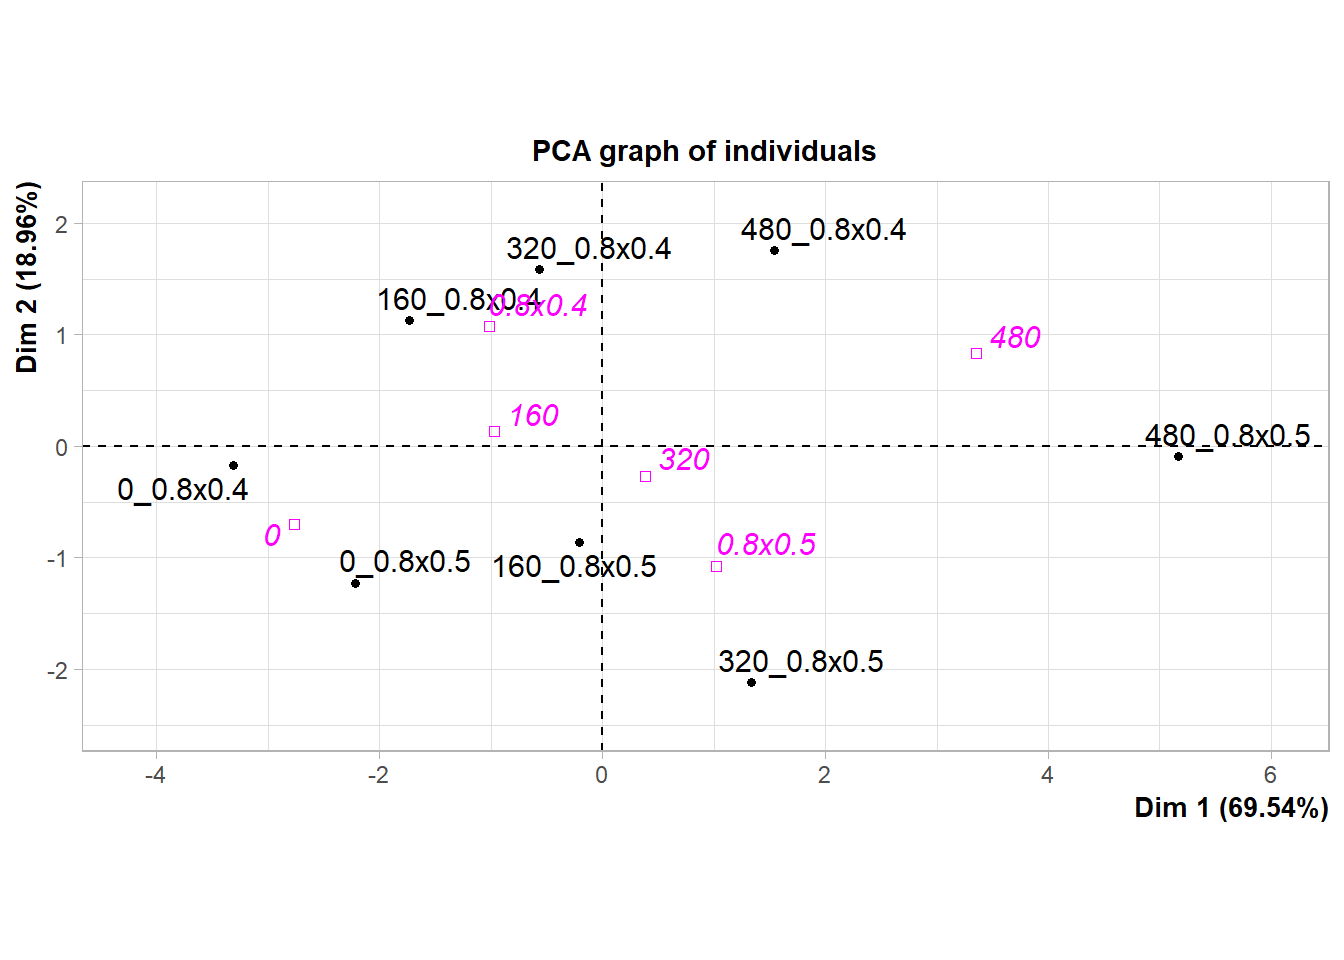 PCA graph of individuals
Dim 2 (18.96%)
2
1
0
-1
-2
480_0.8x0.4
320_0.8x0.4
160_0.8x0.4
0.8x0.4
480
160
480_0.8x0.5
320
0_0.8x0.4
0
0.8x0.5
0_0.8x0.5
160_0.8x0.5
320_0.8x0.5
-4
-2
0
2
4
6
Dim 1 (69.54%)